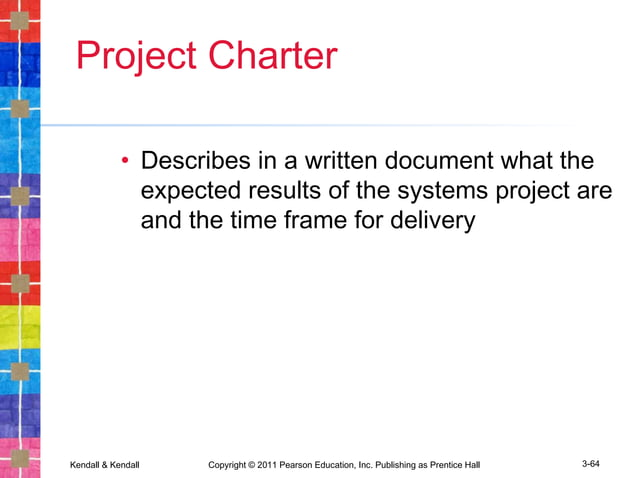 Project Charter
• Describes in a written document what the
expected results of the systems project are
and the time frame for delivery
Kendall & Kendall
Copyright © 2011 Pearson Education, Inc. Publishing as Prentice Hall
3-64